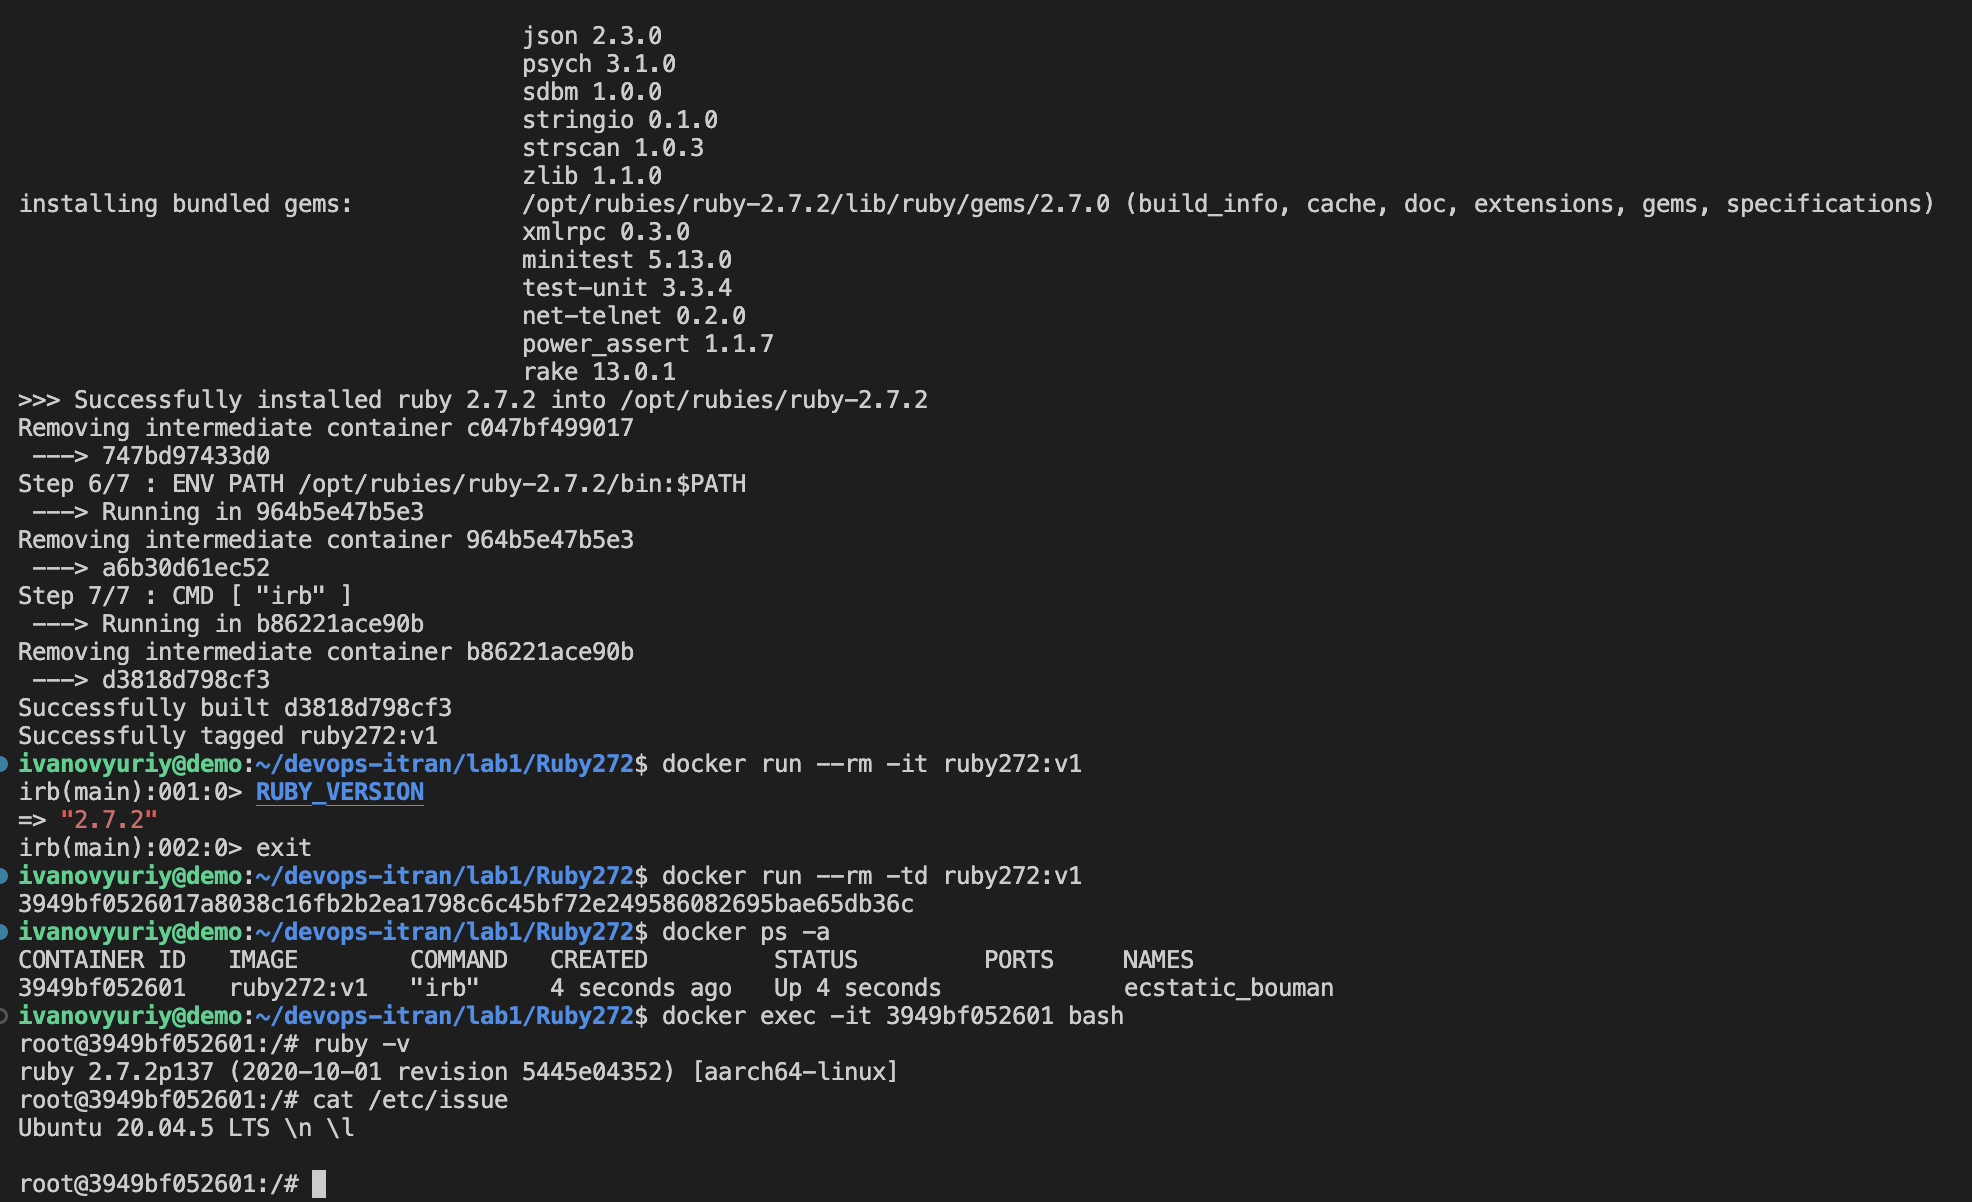 json 2.3.0
psych 3.1.0
sdbm 1.0.0
stringio 0.1.0
strscan 1.0.3
zlib 1.1.0
installing bundled gems:            /opt/rubies/ruby-2.7.2/lib/ruby/gems/2.7.0 (build_info, cache, doc, extensions, gems, specifications)
xmlrpc 0.3.0
minitest 5.13.0
test-unit 3.3.4
net-telnet 0.2.0
power_assert 1.1.7
rake 13.0.1
>>> Successfully installed ruby 2.7.2 into /opt/rubies/ruby-2.7.2
Removing intermediate container c047bf499017
 ---> 747bd97433d0
Step 6/7 : ENV PATH /opt/rubies/ruby-2.7.2/bin:$PATH
 ---> Running in 964b5e47b5e3
Removing intermediate container 964b5e47b5e3
 ---> a6b30d61ec52
Step 7/7 : CMD [ "irb" ]
 ---> Running in b86221ace90b
Removing intermediate container b86221ace90b
 ---> d3818d798cf3
Successfully built d3818d798cf3
Successfully tagged ruby272:v1
ivanovyuriy@demo:~/devops-itran/lab1/Ruby272$ docker run --rm -it ruby272:v1
irb(main):001:0> RUBY_VERSION
=> "2.7.2"
irb(main):002:0> exit
ivanovyuriy@demo:~/devops-itran/lab1/Ruby272$ docker run --rm -td ruby272:v1
3949bf0526017a8038c16fb2b2ea1798c6c45bf72e249586082695bae65db36c
ivanovyuriy@demo:~/devops-itran/lab1/Ruby272$ docker ps -a
CONTAINER ID   IMAGE        COMMAND   CREATED         STATUS         PORTS     NAMES
3949bf052601   ruby272:v1   "irb"     4 seconds ago   Up 4 seconds             ecstatic_bouman
ivanovyuriy@demo:~/devops-itran/lab1/Ruby272$ docker exec -it 3949bf052601 bash
root@3949bf052601:/# ruby -v
ruby 2.7.2p137 (2020-10-01 revision 5445e04352) [aarch64-linux]
root@3949bf052601:/# cat /etc/issue
Ubuntu 20.04.5 LTS \n \l
root@3949bf052601:/#